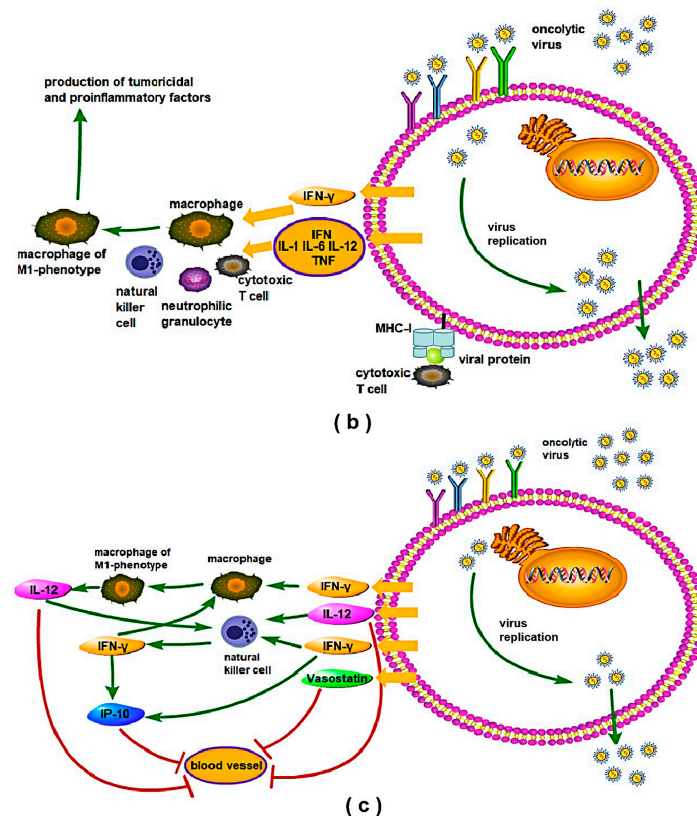 oncolytic
virus
production of tumoricidal
and proinflammatory factors
IFN-γ
macrophage
IFN
IL-I IL-6 IL-12
TNF
macrophage of
M1-phenotype
natural
killer
cell
neutrophilic
granulocyte
cytotoxic
T cell
virus
replication
MHC-I
viral protein
cytotoxic
T cell
( b )
oncolytic
virus
macrophage of
M1-phenotype
macrophage
IL-12
IFN-γ
IL-12
IFN-γ
natural
killer cell
IFN-γ
Vasostatin
IP-10
blood vessel
virus
replication
( c )